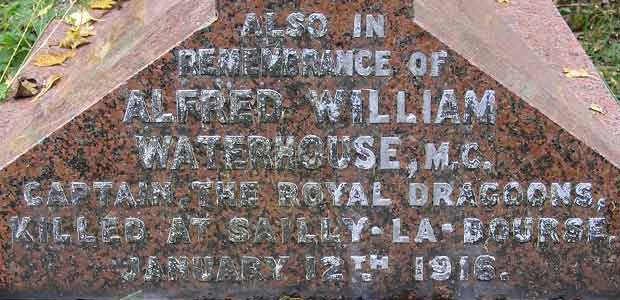 ALSO IN
REMEMBRANCE OF
ALFRED WILLIAM
WATERHOUSE, M.C.
CAPTAIN, THE ROYAL DRAGOONS,
KILLED AT SAILLY-LA-BOURSE,
JANUARY 12TH 1916.